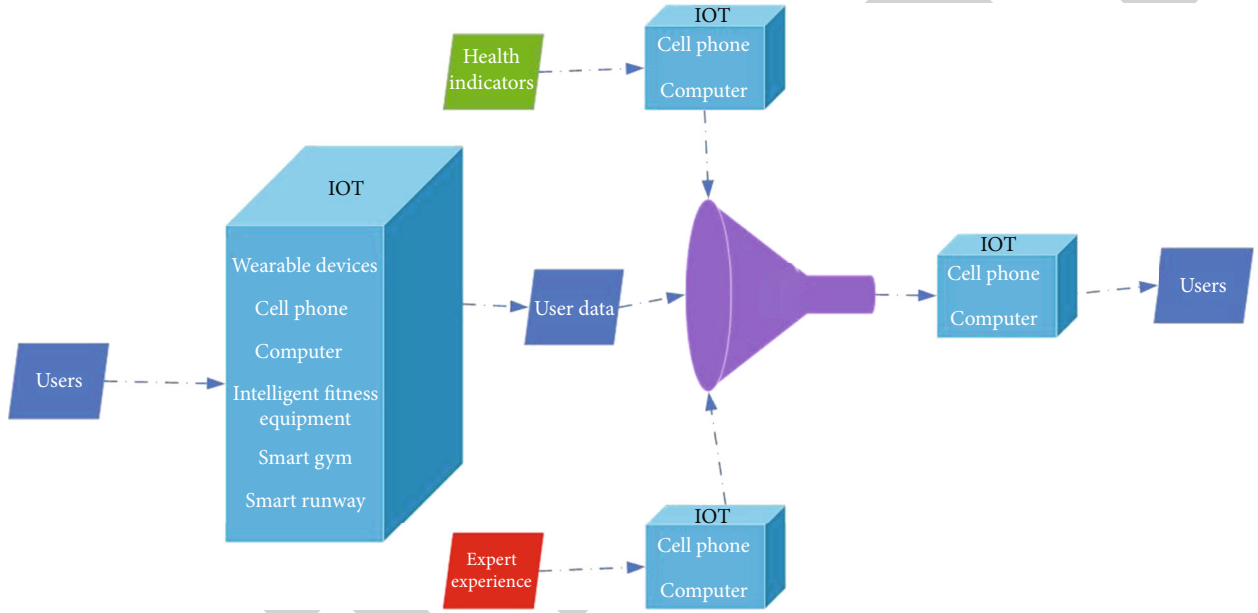 Health
indicators
IOT
Cell phone
Computer
IOT
Wearable devices
Cell phone
Computer
Intelligent fitness
equipment
Smart gym
Smart runway
Users
User data
IOT
Cell phone
Computer
Users
Expert
experience
IOT
Cell phone
Computer